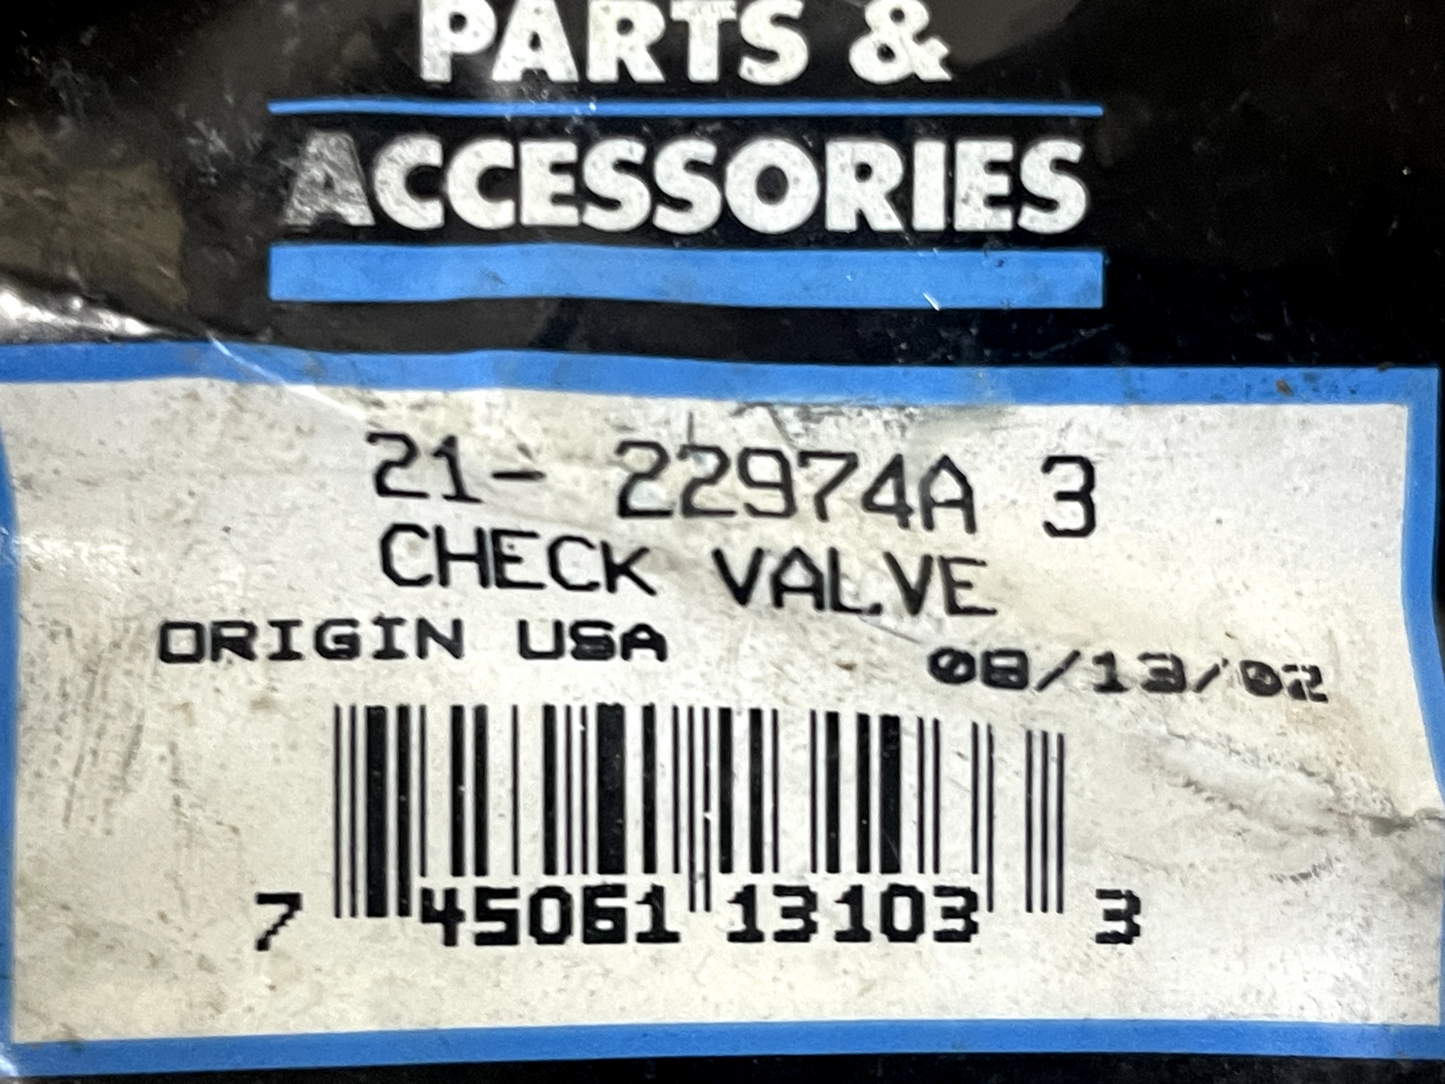 PARTS &
ACCESSORIES
21- 22974A 3
CHECK VALVE
ORIGIN USA 08/13/02
7 45061 13103 3